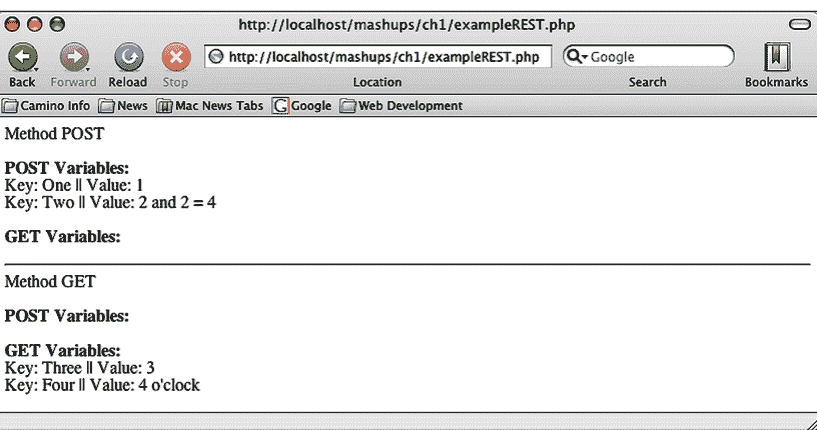 http://localhost/mashups/ch1/exampleREST.php
http://localhost/mashups/ch1/exampleREST.php Google
Back Forward Reload Stop Location Search Bookmarks
Camino Info News Mac News Tabs G Google Web Development
Method POST
POST Variables:
Key: One || Value: 1
Key: Two || Value: 2 and 2 = 4
GET Variables:
Method GET
POST Variables:
GET Variables:
Key: Three || Value: 3
Key: Four || Value: 4 o'clock